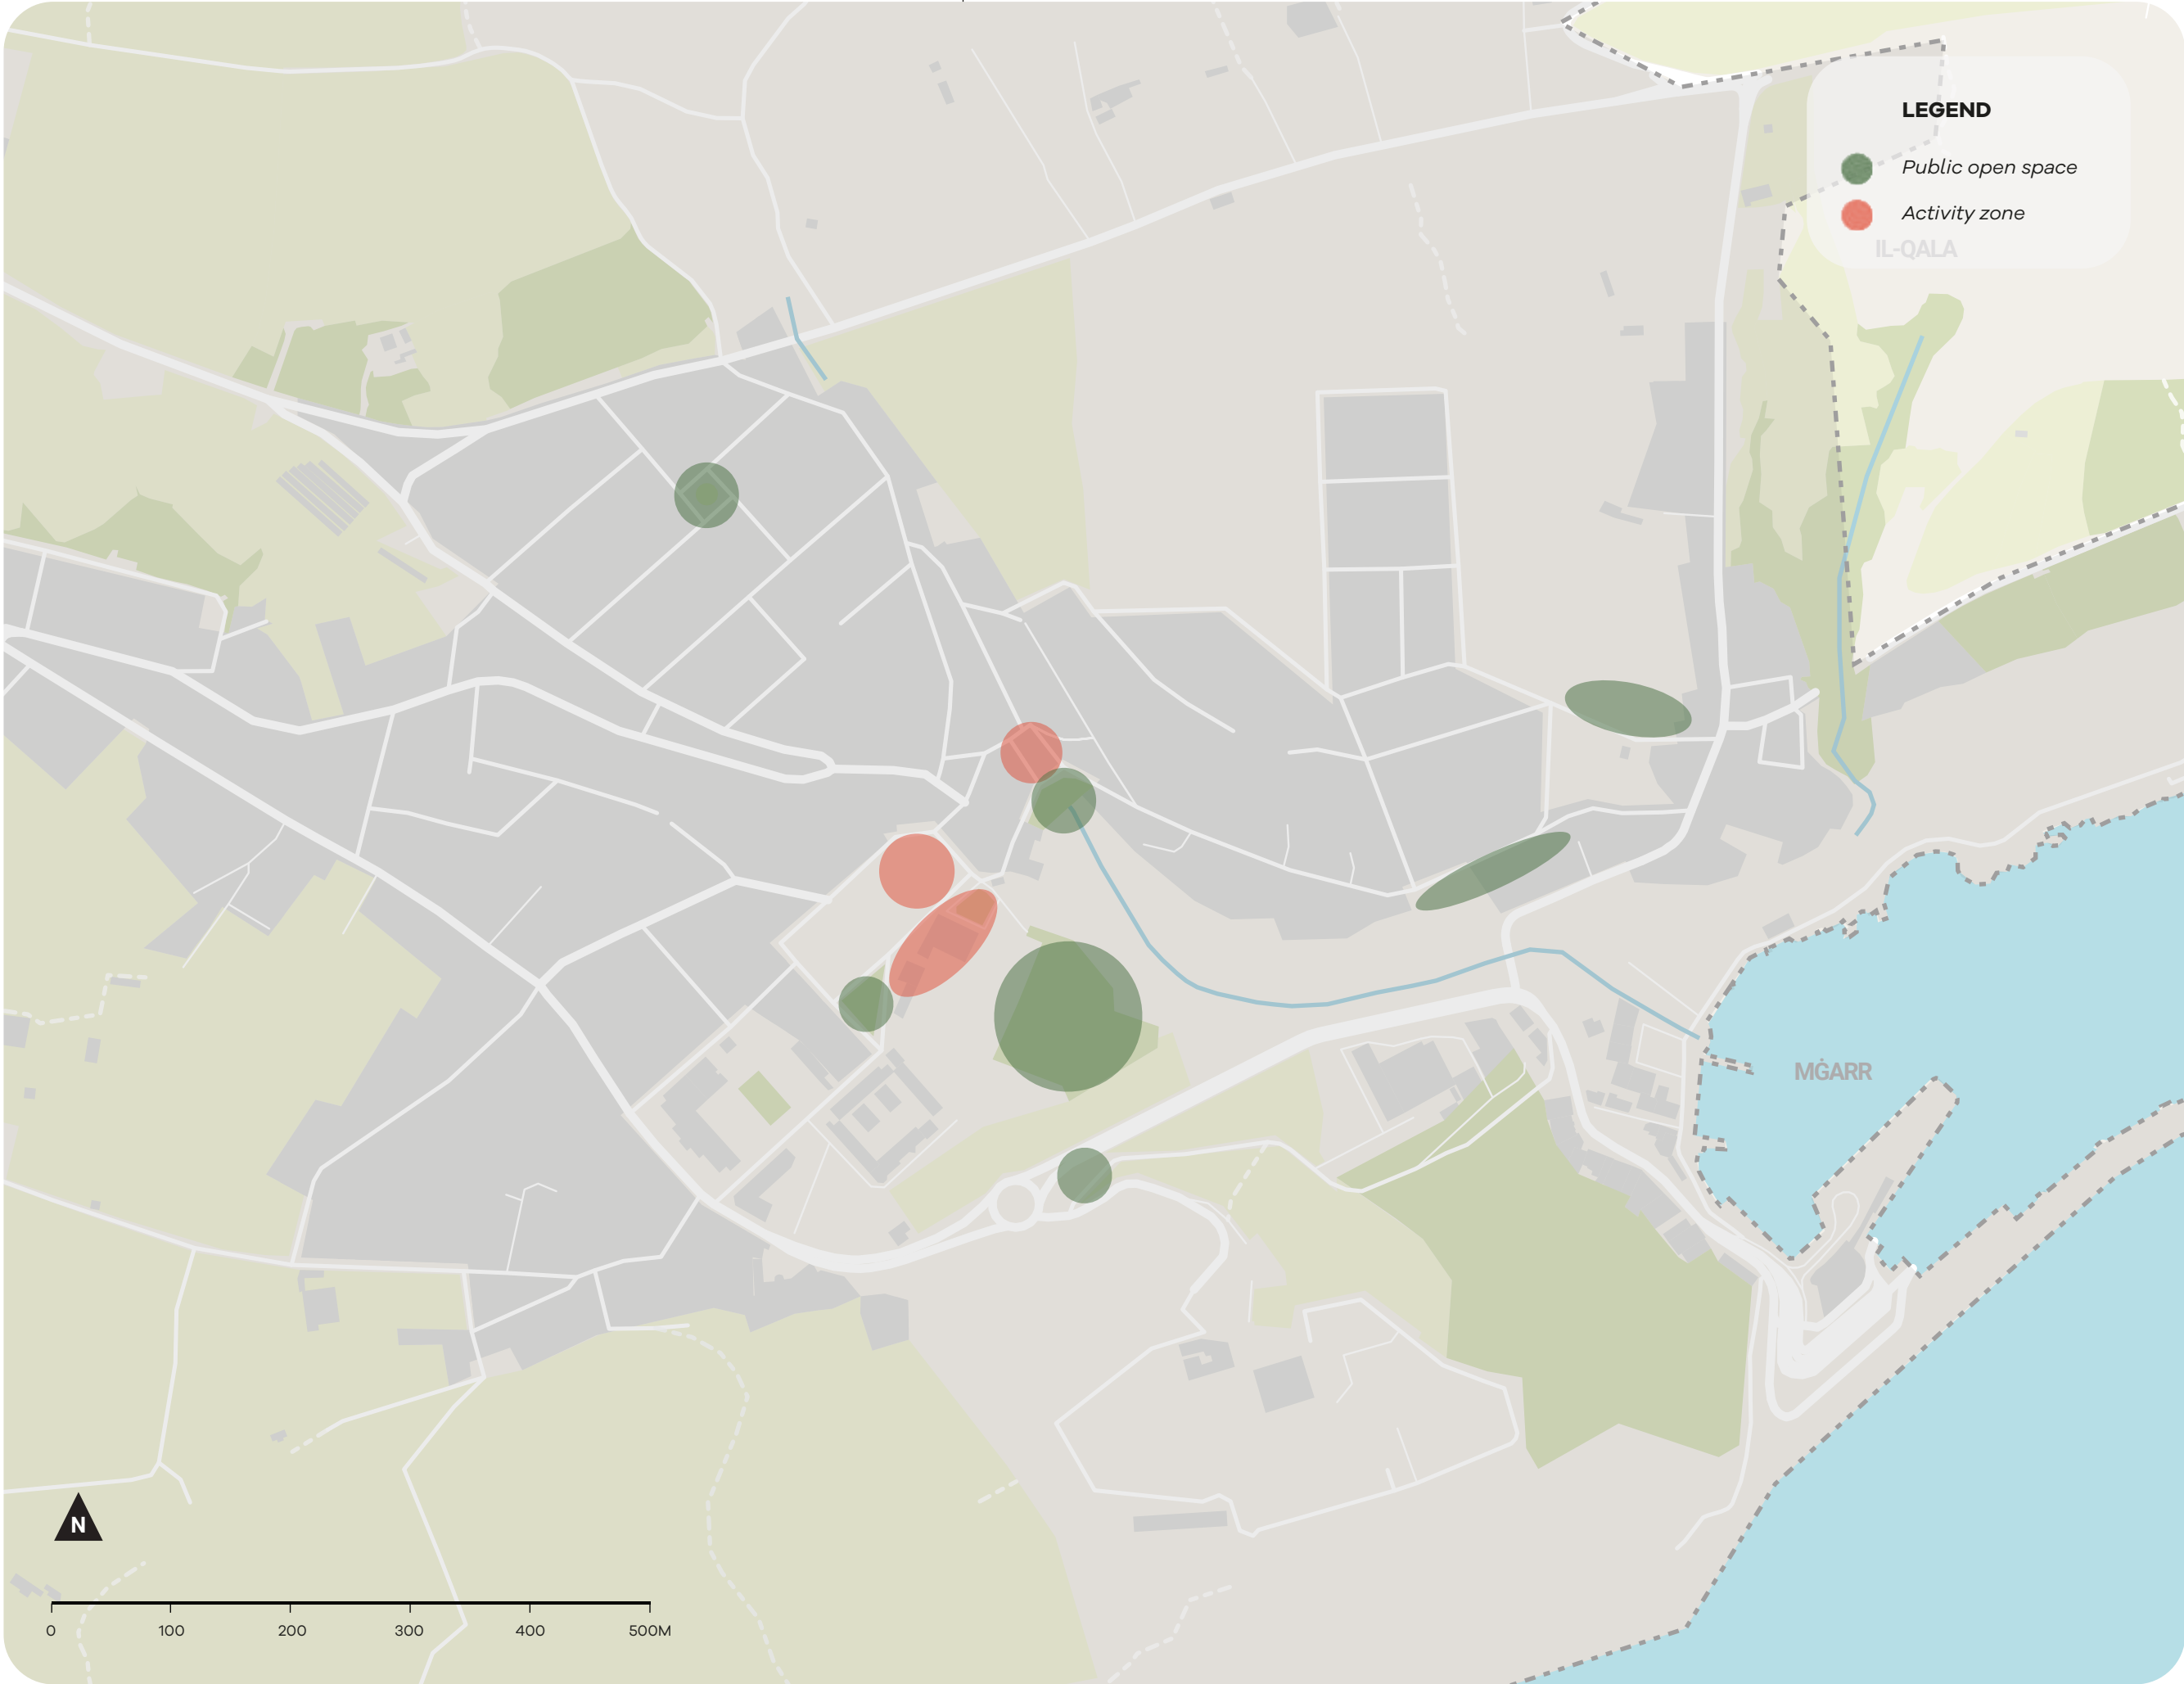 LEGEND
Public open space
Activity zone
IL-QALA
MĠARR
N
0 100 200 300 400 500M